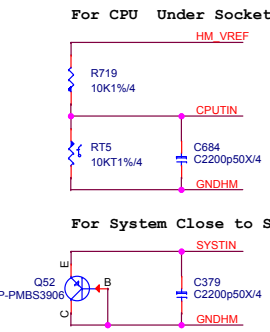 For CPU Under Socket
HM_VREF
R719
10K1%/4
CPUTIN
RT5
10KT1%/4
C684
C2200p50X/4
GNDHM
For System Close to S
SYSTIN
E
Q52
P-PMBS3906
B
C
C379
C2200p50X/4
GNDHM